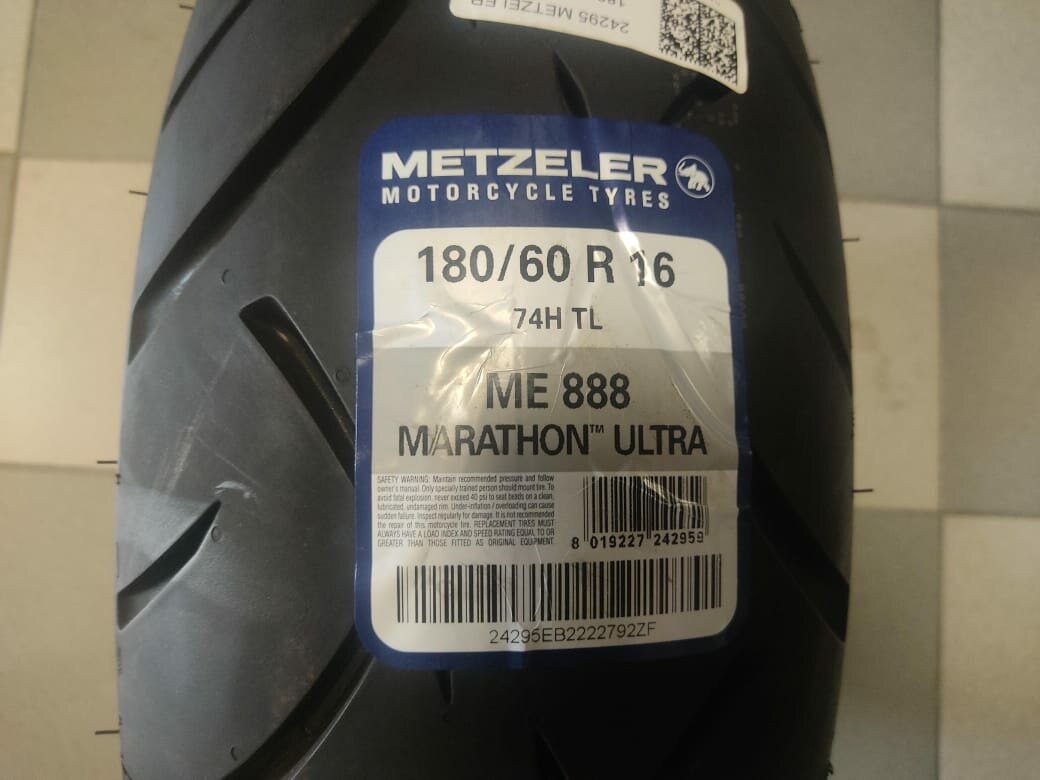 24295 METZELER
METZELER
MOTORCYCLE TYRES
180/60 R 16
74H TL
ME 888
MARATHON™ ULTRA
SAFETY WARNING: Maintain recommended pressure and follow
owner's manual. Only specially trained person should mount tire. To
avoid fatal explosion, never exceed 40 psi to seat beads on a clean,
lubricated, undamaged rim. Under-inflation / overloading can cause
sudden failure. Inspect regularly for damage. It is not recommended
the repair of this motorcycle tire. REPLACEMENT TIRES MUST
ALWAYS HAVE A LOAD INDEX AND SPEED RATING EQUAL TO OR
GREATER THAN THOSE FITTED AS ORIGINAL EQUIPMENT.
8 019227 242959
24295EB2222792ZF